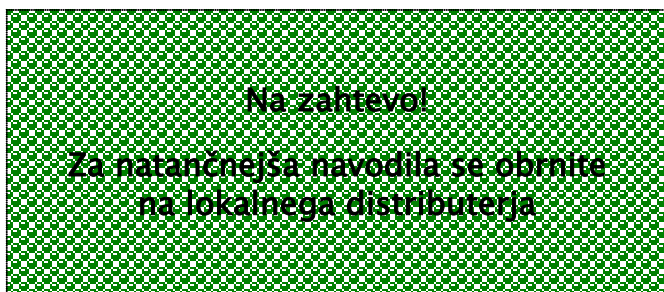 Na zahtevo!
Za natančnejša navodila se obrnite
na lokalnega distributerja